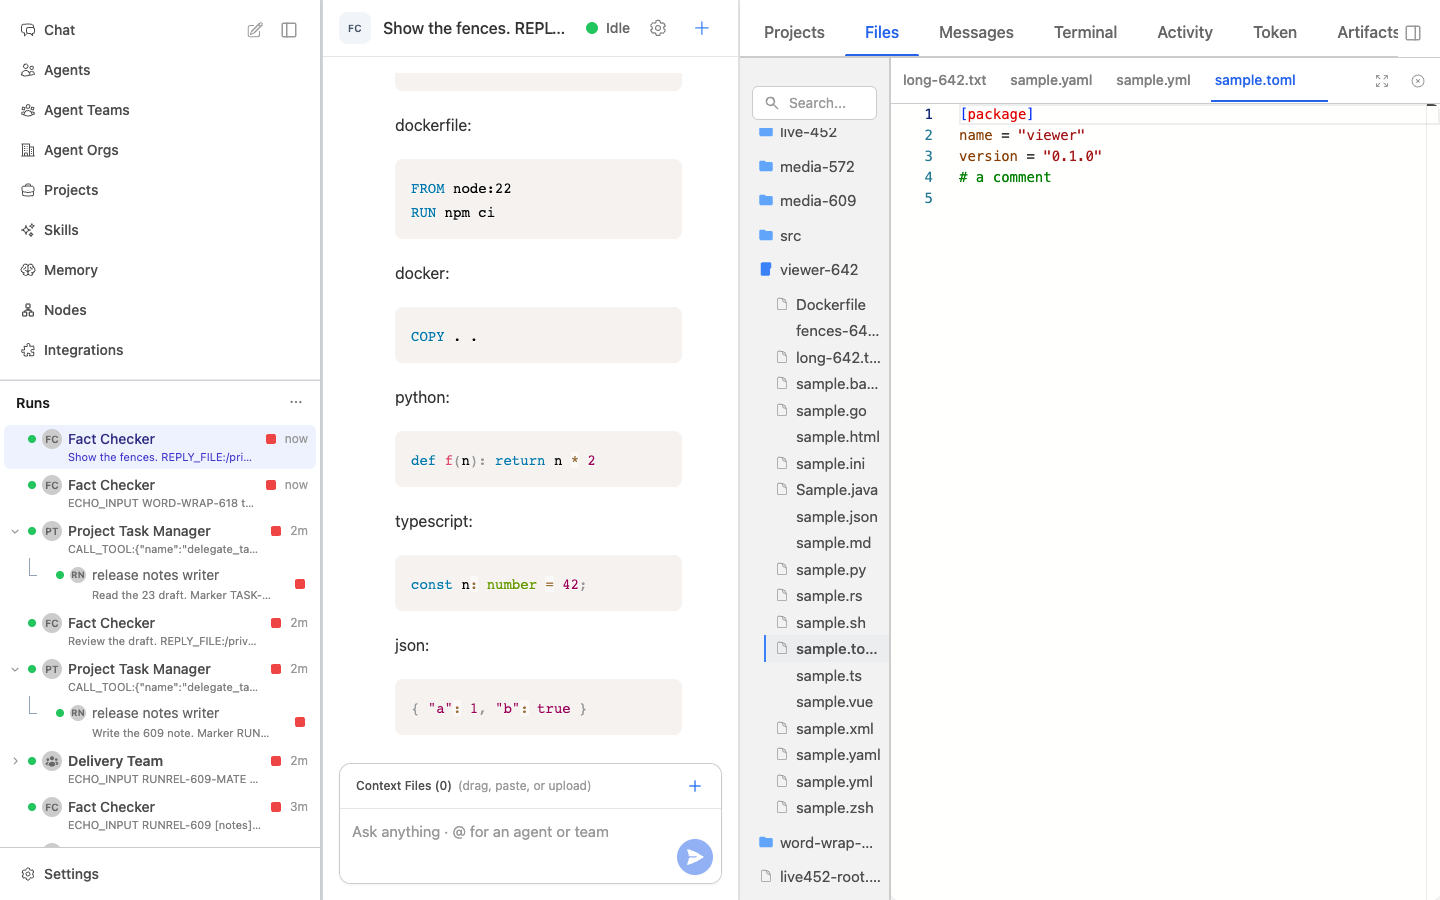 Chat
Agents
Agent Teams
Agent Orgs
Projects
Skills
Memory
Nodes
Integrations
Runs
FC Fact Checker now
Show the fences. REPLY_FILE:/pri...
FC Fact Checker now
ECHO_INPUT WORD-WRAP-618 t...
PT Project Task Manager 2m
CALL_TOOL:{"name":"delegate_ta...
RN release notes writer
Read the 23 draft. Marker TASK-...
FC Fact Checker 2m
Review the draft. REPLY_FILE:/priv...
PT Project Task Manager 2m
CALL_TOOL:{"name":"delegate_ta...
RN release notes writer
Write the 609 note. Marker RUN...
Delivery Team 2m
ECHO_INPUT RUNREL-609-MATE ...
FC Fact Checker 3m
ECHO_INPUT RUNREL-609 [notes]...
Settings
FC Show the fences. REPL... Idle
dockerfile:
FROM node:22
RUN npm ci
docker:
COPY . .
python:
def f(n): return n * 2
typescript:
const n: number = 42;
json:
{ "a": 1, "b": true }
Context Files (0) (drag, paste, or upload)
Ask anything · @ for an agent or team
Projects Files Messages Terminal Activity Token Artifacts
Search...
live-452
media-572
media-609
src
viewer-642
Dockerfile
fences-64...
long-642.t...
sample.ba...
sample.go
sample.html
sample.ini
Sample.java
sample.json
sample.md
sample.py
sample.rs
sample.sh
sample.to...
sample.ts
sample.vue
sample.xml
sample.yaml
sample.yml
sample.zsh
word-wrap-...
live452-root....
long-642.txt sample.yaml sample.yml sample.toml
1 [package]
2 name = "viewer"
3 version = "0.1.0"
4 # a comment
5